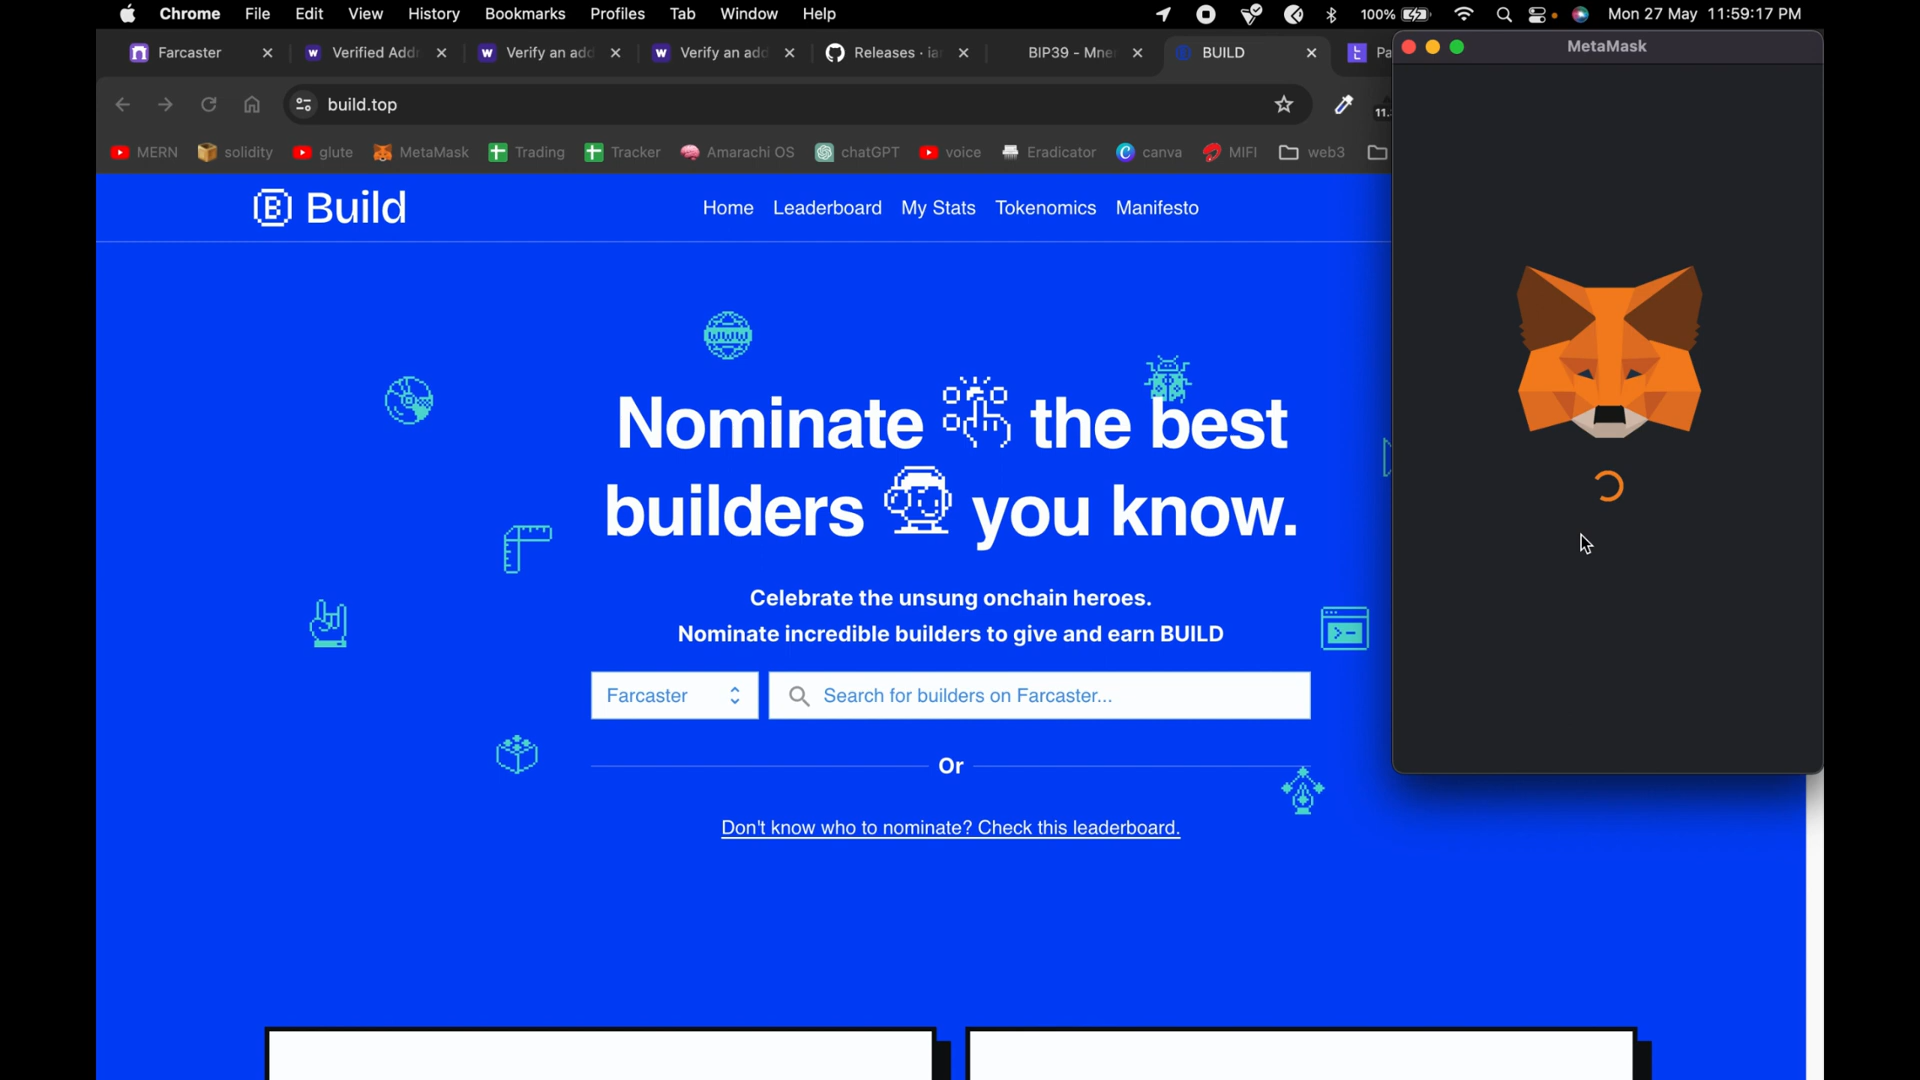 Chrome File Edit View History Bookmarks Profiles Tab Window Help 100% Mon 27 May 11:59:17 PM
Farcaster Verified Addr Verify an add Verify an add Releases · ia BIP39 - Mne BUILD Pa
MetaMask
build.top
11.
MERN solidity glute MetaMask Trading Tracker Amarachi OS chatGPT voice Eradicator canva MIFI web3
Build
Home Leaderboard My Stats Tokenomics Manifesto
Nominate the best
builders you know.
Celebrate the unsung onchain heroes.
Nominate incredible builders to give and earn BUILD
Farcaster Search for builders on Farcaster...
Or
Don't know who to nominate? Check this leaderboard.